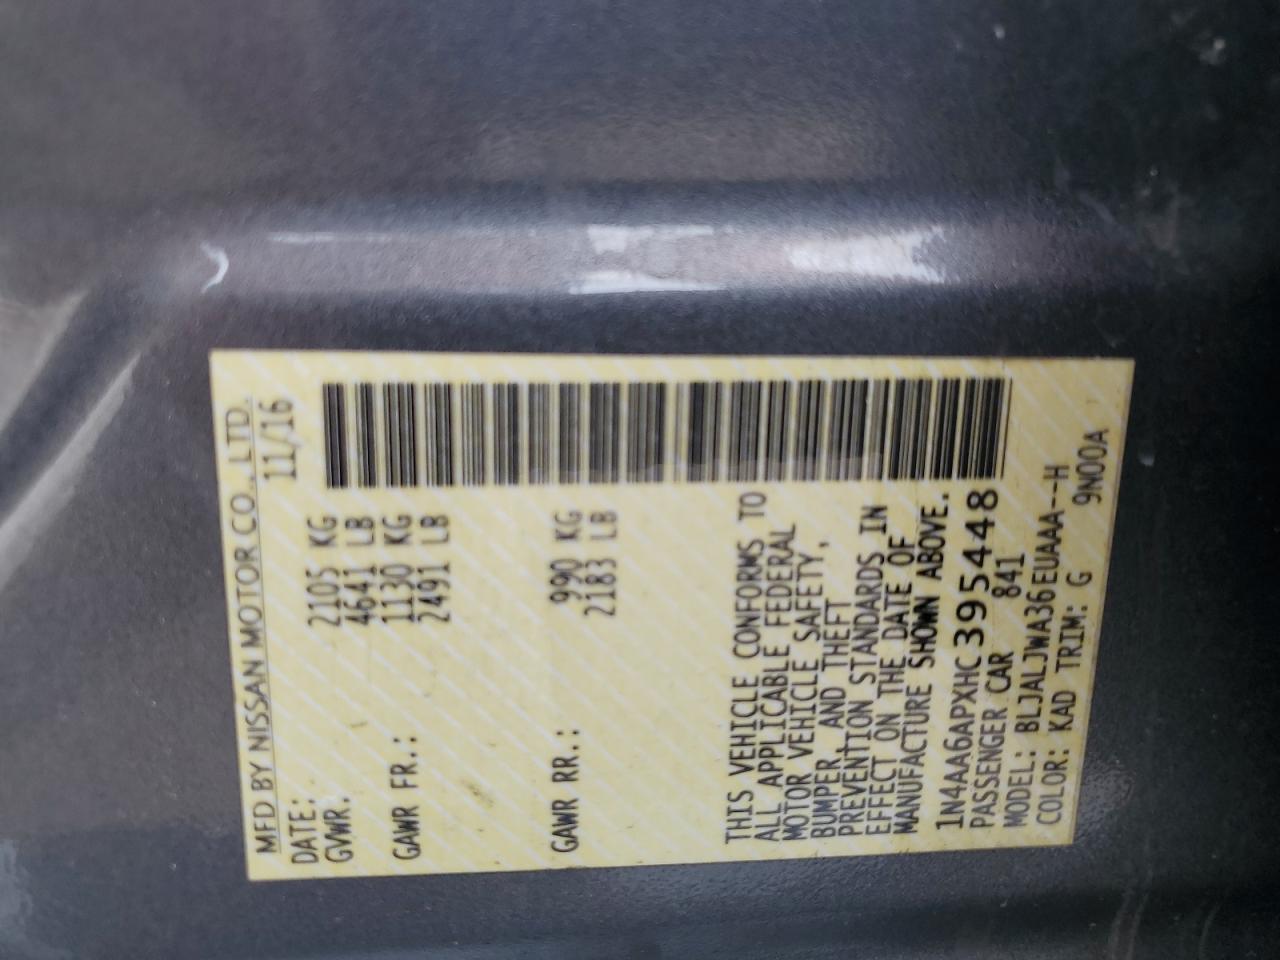 MFD BY NISSAN MOTOR CO.,LTD.
DATE: 11/16
GVWR. 2105 KG
4641 LB
GAWR FR.: 1130 KG
2491 LB
GAWR RR.: 990 KG
2183 LB
THIS VEHICLE CONFORMS TO
ALL APPLICABLE FEDERAL
MOTOR VEHICLE SAFETY,
BUMPER, AND THEFT
PREVENTION STANDARDS IN
EFFECT ON THE DATE OF
MANUFACTURE SHOWN ABOVE.
1N4AA6APXHC395448
PASSENGER CAR 841
MODEL: BLJALJWA36EUAAA--H
COLOR: KAD TRIM: G 9N00A